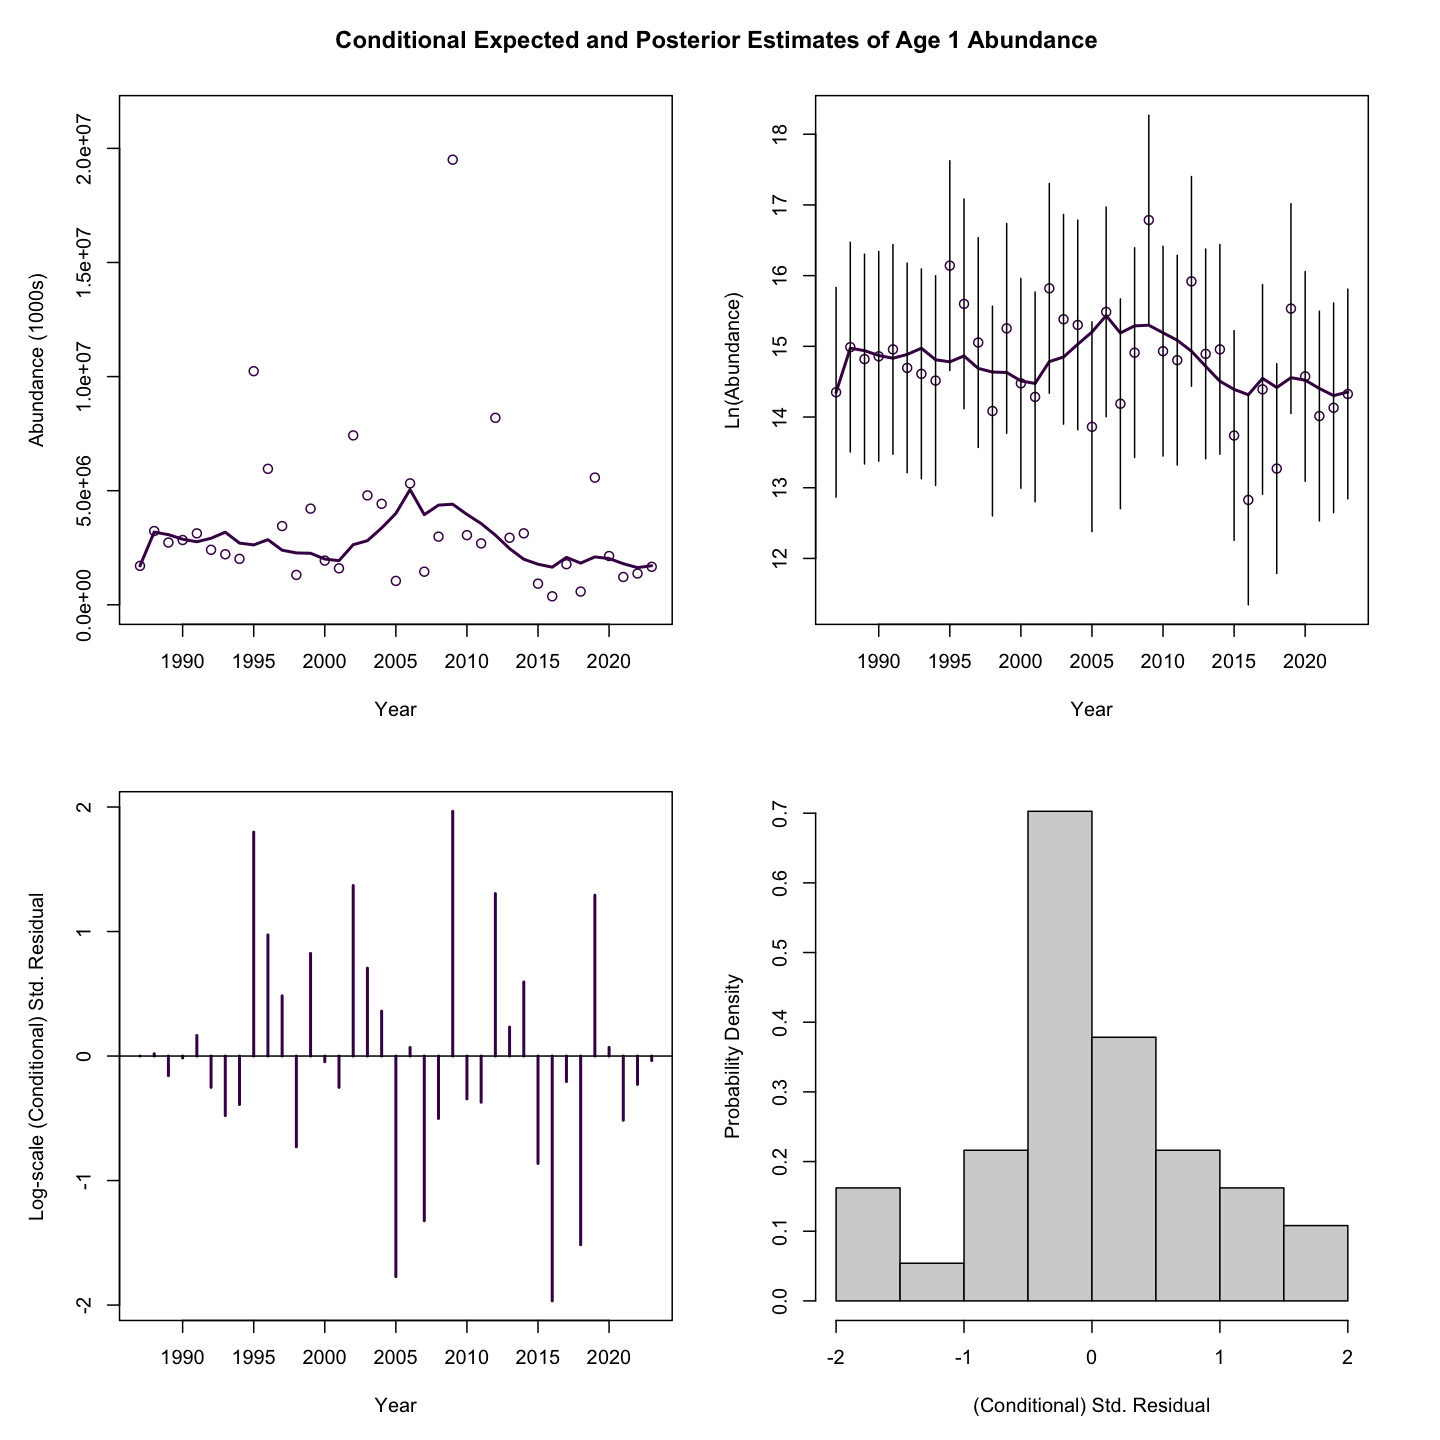 Conditional Expected and Posterior Estimates of Age 1 Abundance
Abundance (1000s)
2.0e+07
1.5e+07
1.0e+07
5.0e+06
0.0e+00
1990 1995 2000 2005 2010 2015 2020
Year
Ln(Abundance)
18
17
16
15
14
13
12
1990 1995 2000 2005 2010 2015 2020
Year
Log-scale (Conditional) Std. Residual
2
1
0
-1
-2
1990 1995 2000 2005 2010 2015 2020
Year
Probability Density
0.7
0.6
0.5
0.4
0.3
0.2
0.1
0.0
-2 -1 0 1 2
(Conditional) Std. Residual